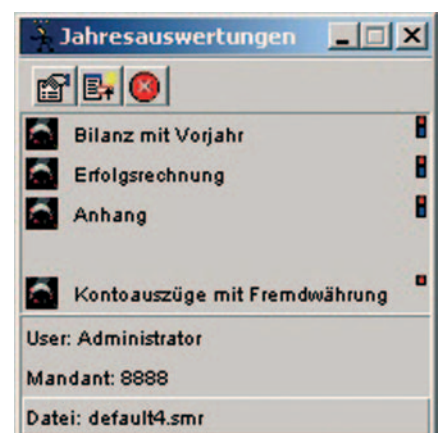 Jahresauswertungen
Bilanz mit Vorjahr
Erfolgsrechnung
Anhang
Kontoauszüge mit Fremdwährung
User: Administrator
Mandant: 8888
Datei: default4.smr